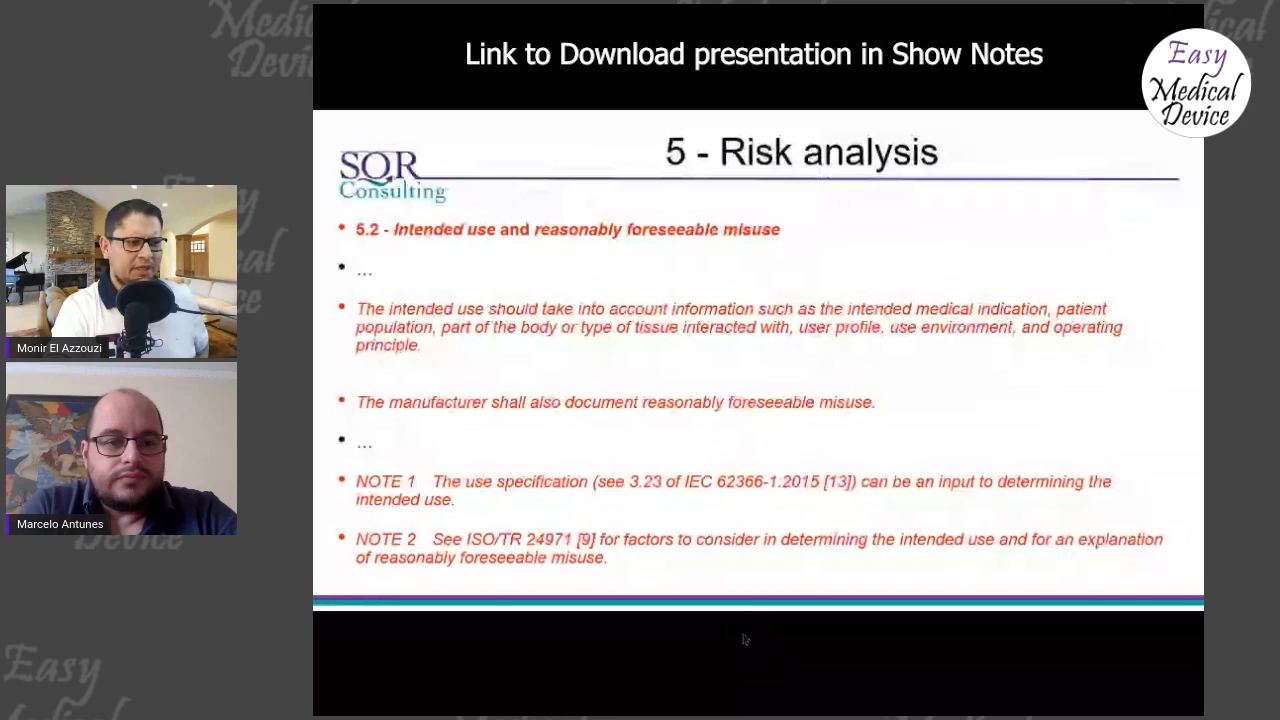 Link to Download presentation in Show Notes
Easy
Medical
Device
SQR
Consulting
5 - Risk analysis
• 5.2 - Intended use and reasonably foreseeable misuse
• ...
• The intended use should take into account information such as the intended medical indication, patient
population, part of the body or type of tissue interacted with, user profile, use environment, and operating
principle.
• The manufacturer shall also document reasonably foreseeable misuse.
• ...
• NOTE 1 The use specification (see 3.23 of IEC 62366-1:2015 [13]) can be an input to determining the
intended use.
• NOTE 2 See ISO/TR 24971 [9] for factors to consider in determining the intended use and for an explanation
of reasonably foreseeable misuse.
Monir El Azzouzi
Marcelo Antunes
Easy
Medical
Device